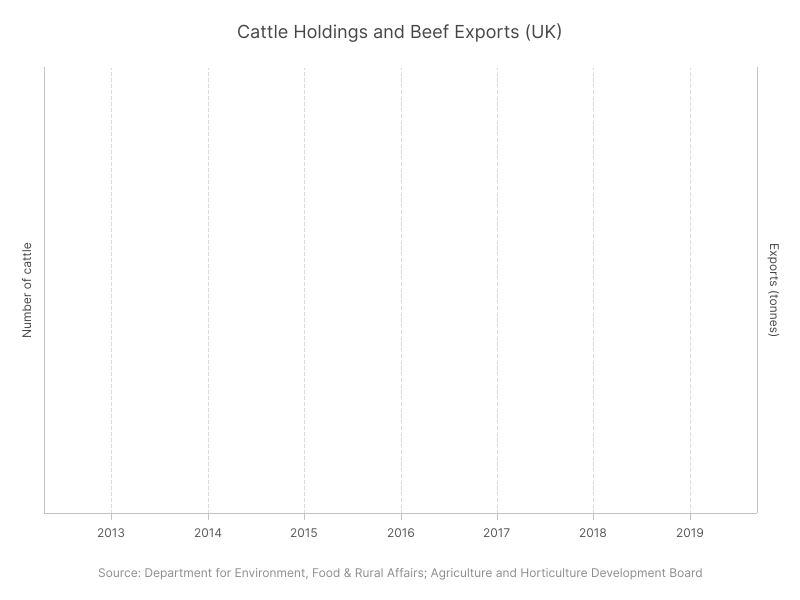 Cattle Holdings and Beef Exports (UK)
Number of cattle
Exports (tonnes)
2013 2014 2015 2016 2017 2018 2019
Source: Department for Environment, Food & Rural Affairs; Agriculture and Horticulture Development Board